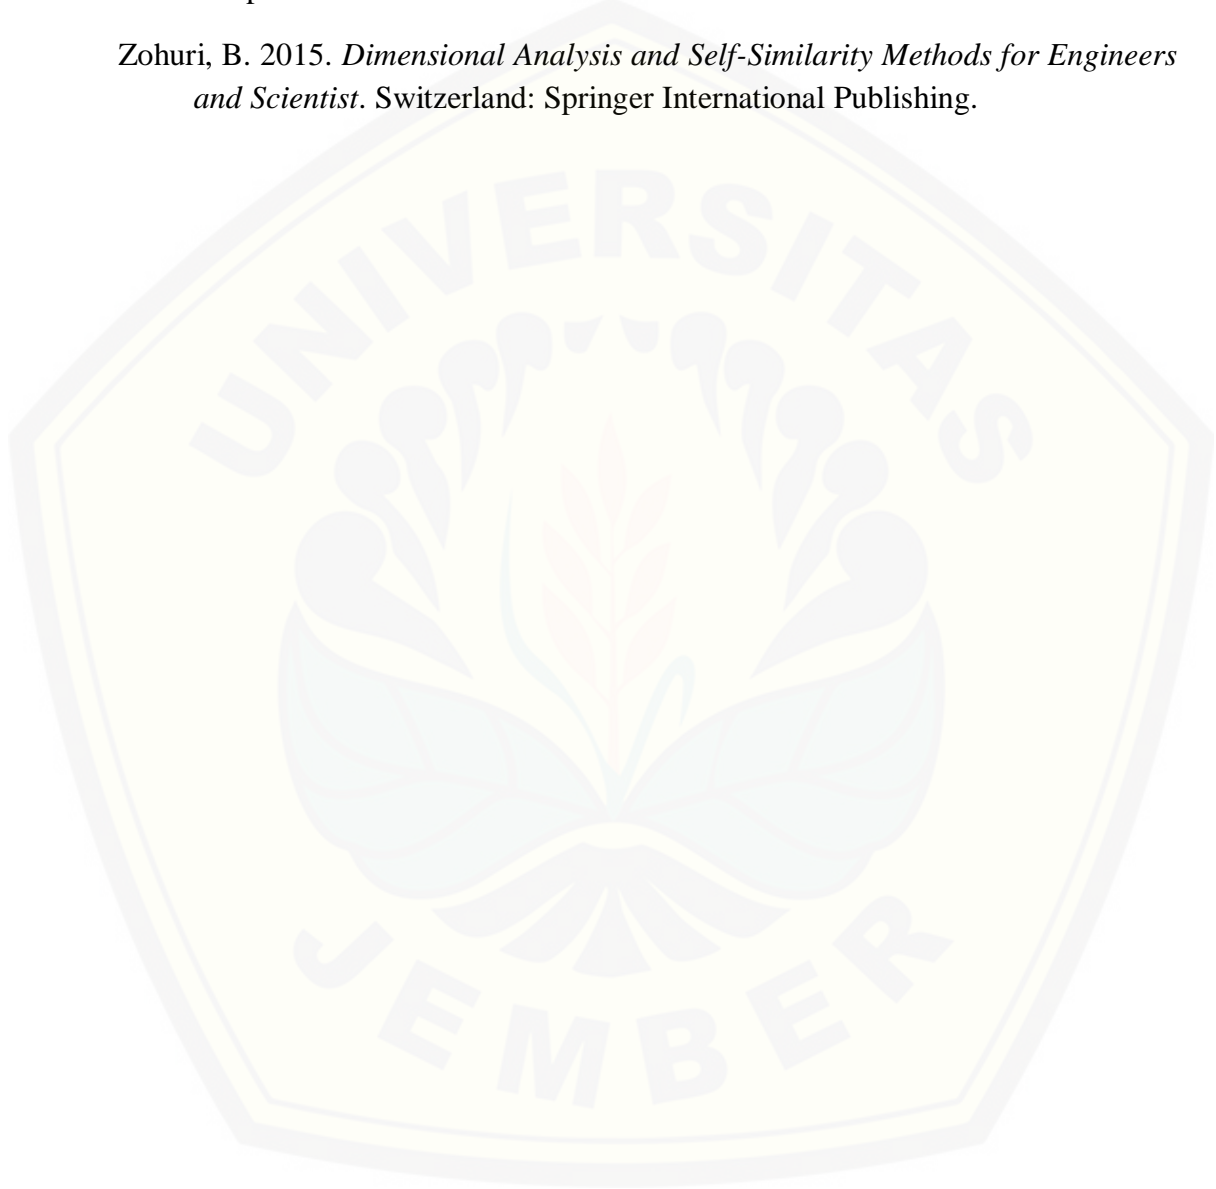 Zohuri, B. 2015. Dimensional Analysis and Self-Similarity Methods for Engineers
and Scientist. Switzerland: Springer International Publishing.
UNIVERSITAS
JEMBER